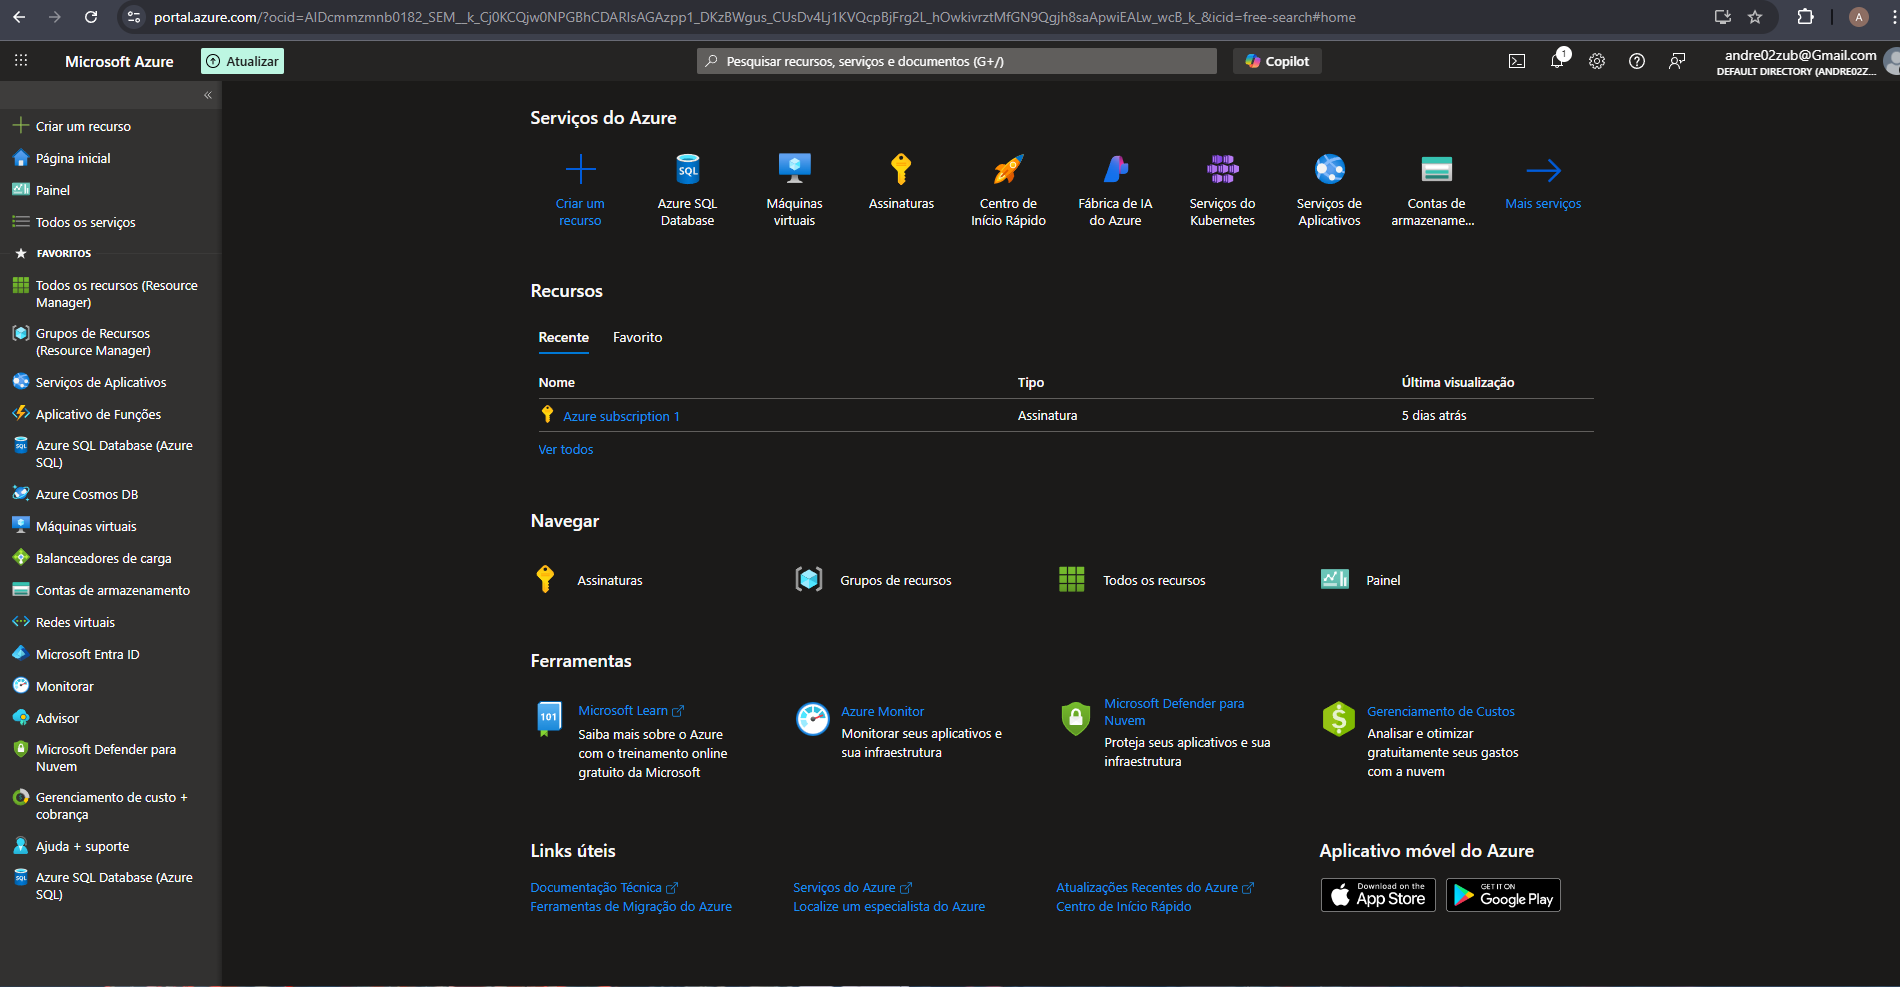 portal.azure.com/?ocid=AIDcmmzmnb0182_SEM__k_Cj0KCQjw0NPGBhCDARIsAGAzpp1_DKzBWgus_CUsDv4Lj1KVQcpBjFrg2L_hOwkivrztMfGN9Qgjh8saApwiEALw_wcB_k_&icid=free-search#home
A
Microsoft Azure
Atualizar
Pesquisar recursos, serviços e documentos (G+/)
Copilot
1
andre02zub@Gmail.com
DEFAULT DIRECTORY (ANDRE02Z...
Criar um recurso
Página inicial
Painel
Todos os serviços
FAVORITOS
Todos os recursos (Resource
Manager)
Grupos de Recursos
(Resource Manager)
Serviços de Aplicativos
Aplicativo de Funções
Azure SQL Database (Azure
SQL)
Azure Cosmos DB
Máquinas virtuais
Balanceadores de carga
Contas de armazenamento
Redes virtuais
Microsoft Entra ID
Monitorar
Advisor
Microsoft Defender para
Nuvem
Gerenciamento de custo +
cobrança
Ajuda + suporte
Azure SQL Database (Azure
SQL)
Serviços do Azure
Criar um
recurso
SQL
Azure SQL
Database
Máquinas
virtuais
Assinaturas
Centro de
Início Rápido
Fábrica de IA
do Azure
Serviços do
Kubernetes
Serviços de
Aplicativos
Contas de
armazename...
Mais serviços
Recursos
Recente
Favorito
Nome
Tipo
Última visualização
Azure subscription 1
Assinatura
5 dias atrás
Ver todos
Navegar
Assinaturas
Grupos de recursos
Todos os recursos
Painel
Ferramentas
101
Microsoft Learn
Saiba mais sobre o Azure
com o treinamento online
gratuito da Microsoft
Azure Monitor
Monitorar seus aplicativos e
sua infraestrutura
Microsoft Defender para
Nuvem
Proteja seus aplicativos e sua
infraestrutura
Gerenciamento de Custos
Analisar e otimizar
gratuitamente seus gastos
com a nuvem
Links úteis
Documentação Técnica
Ferramentas de Migração do Azure
Serviços do Azure
Localize um especialista do Azure
Atualizações Recentes do Azure
Centro de Início Rápido
Aplicativo móvel do Azure
Download on the
App Store
GET IT ON
Google Play